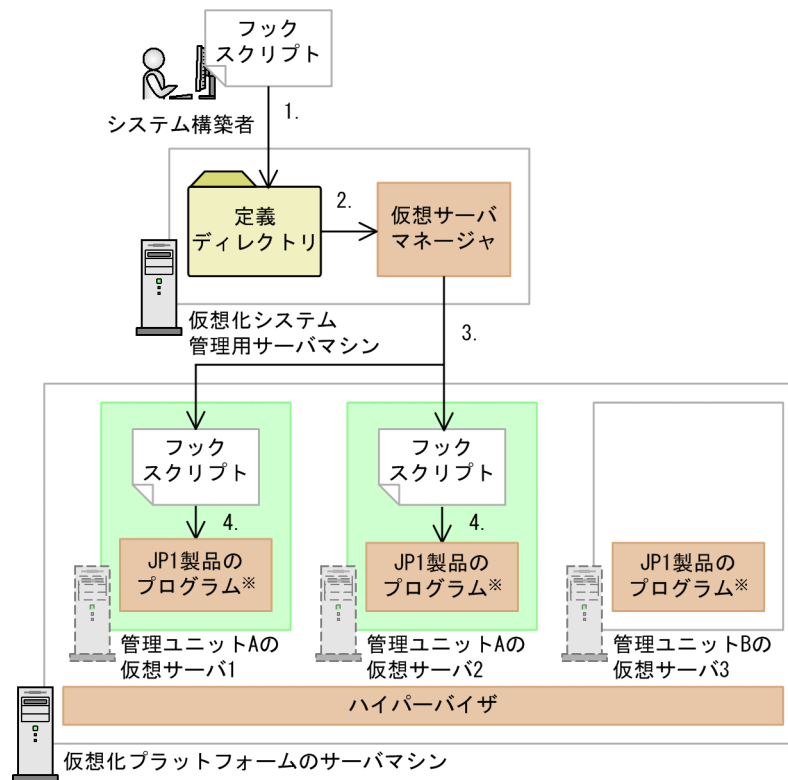 フック
スクリプト
システム構築者
1.
定義
ディレクトリ
2.
仮想サーバ
マネージャ
仮想化システム
管理用サーバマシン
3.
フック
スクリプト
4.
JP1製品の
プログラム※
管理ユニットAの
仮想サーバ1
フック
スクリプト
4.
JP1製品の
プログラム※
管理ユニットAの
仮想サーバ2
JP1製品の
プログラム※
管理ユニットBの
仮想サーバ3
ハイパーバイザ
仮想化プラットフォームのサーバマシン